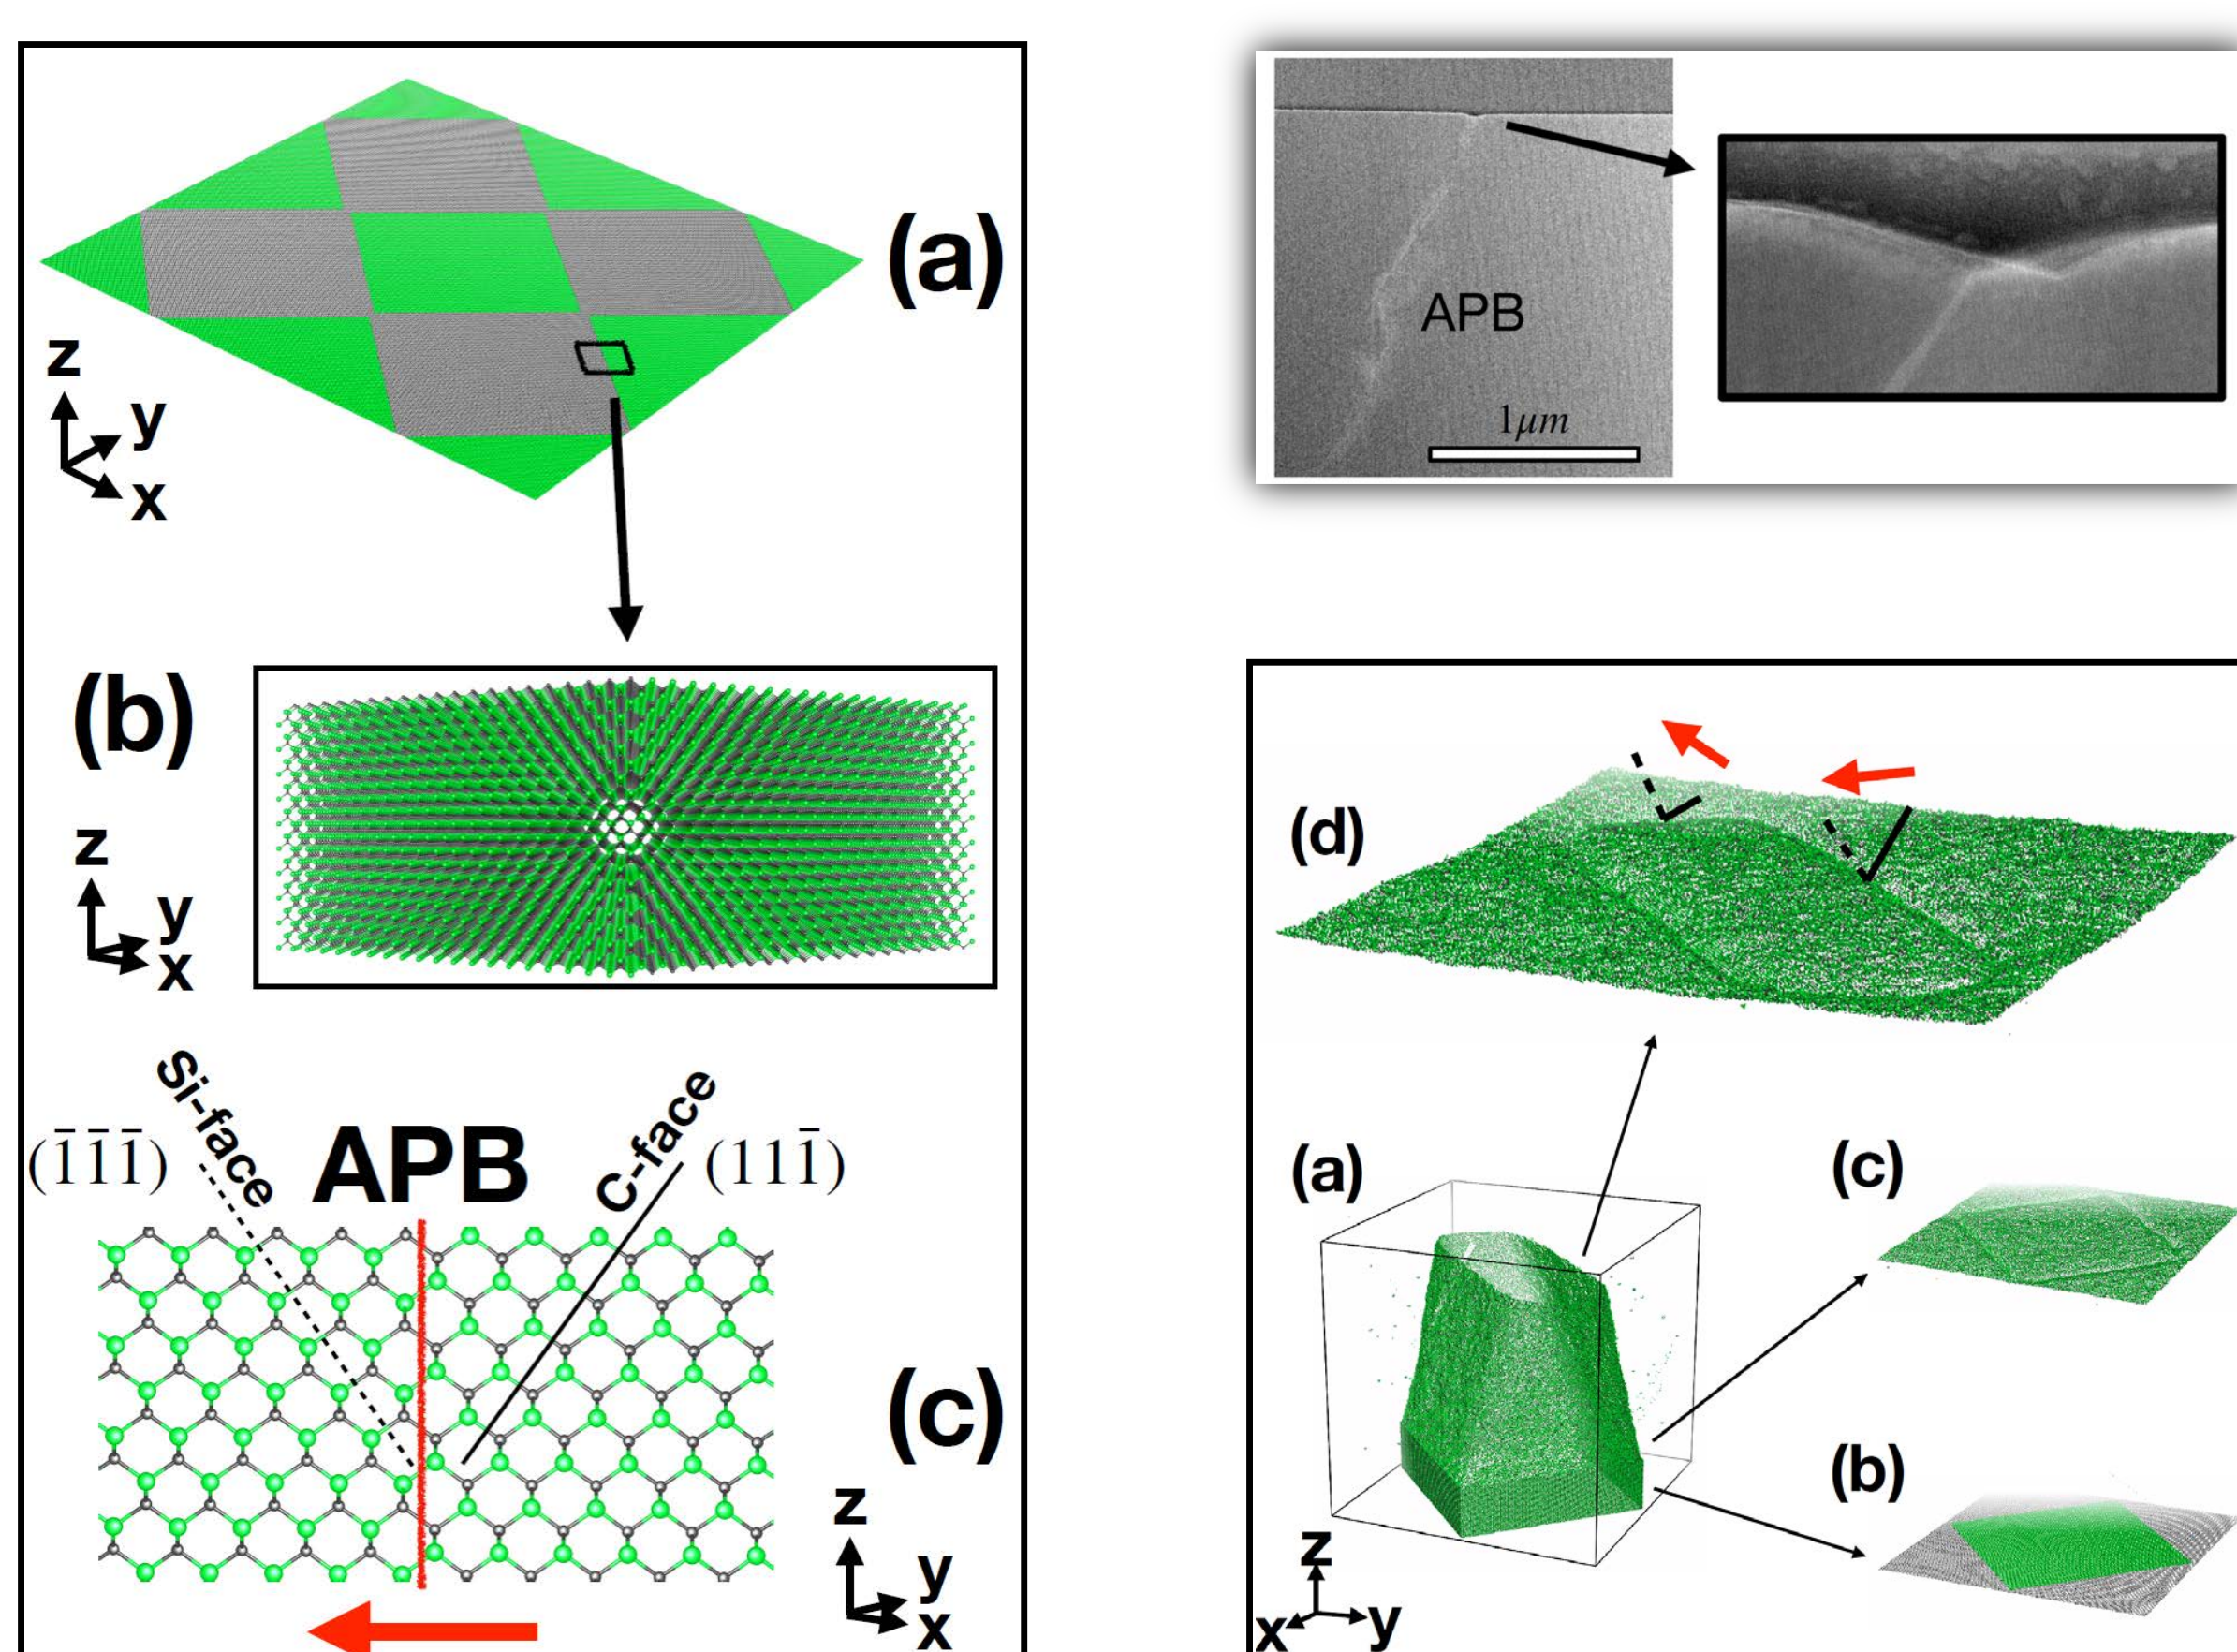 (a)
z
y
x
(b)
z
y
x
Si-face
APB
C-face
(1̄1̄1̄)
(111̄)
(c)
z
y
x
APB
1μm
(d)
(a)
(c)
(b)
z
x
y